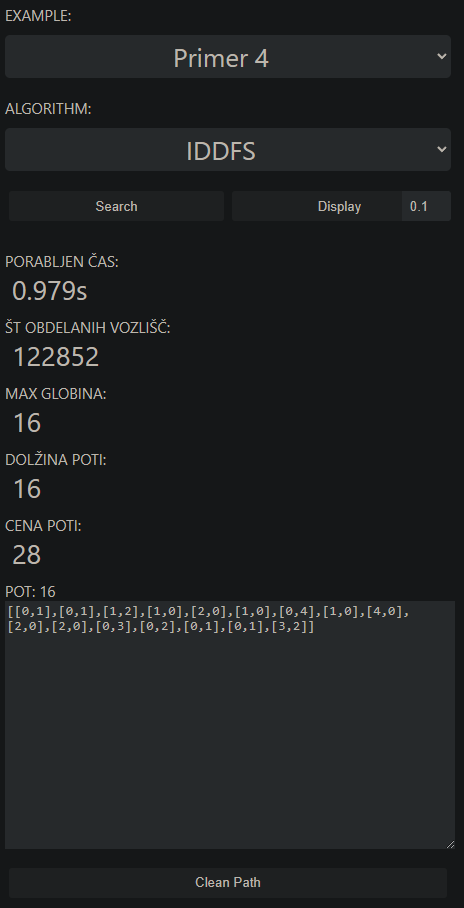 EXAMPLE:
Primer 4
ALGORITHM:
IDDFS
Search
Display
0.1
PORABLJEN ČAS:
0.979s
ŠT OBDELANIH VOZLIŠČ:
122852
MAX GLOBINA:
16
DOLŽINA POTI:
16
CENA POTI:
28
POT: 16
[[0,1],[0,1],[1,2],[1,0],[2,0],[1,0],[0,4],[1,0],[4,0],
[2,0],[2,0],[0,3],[0,2],[0,1],[0,1],[3,2]]
Clean Path